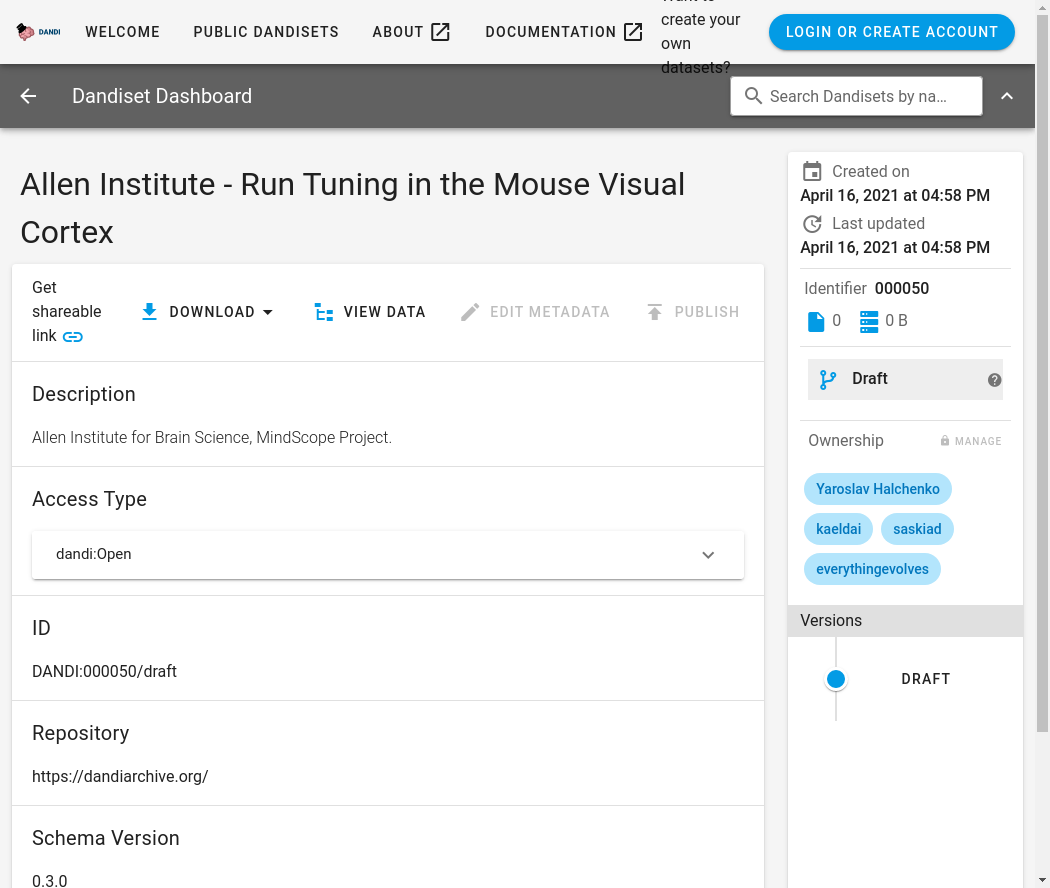 DANDI
WELCOME
PUBLIC DANDISETS
ABOUT
DOCUMENTATION
create your
own
datasets?
LOGIN OR CREATE ACCOUNT
Dandiset Dashboard
Search Dandisets by na…
Allen Institute - Run Tuning in the Mouse Visual
Cortex
Get
shareable
link
DOWNLOAD
VIEW DATA
EDIT METADATA
PUBLISH
Description
Allen Institute for Brain Science, MindScope Project.
Access Type
dandi:Open
ID
DANDI:000050/draft
Repository
https://dandiarchive.org/
Schema Version
0.3.0
Created on
April 16, 2021 at 04:58 PM
Last updated
April 16, 2021 at 04:58 PM
Identifier 000050
0
0 B
Draft
Ownership
MANAGE
Yaroslav Halchenko
kaeldai
saskiad
everythingevolves
Versions
DRAFT